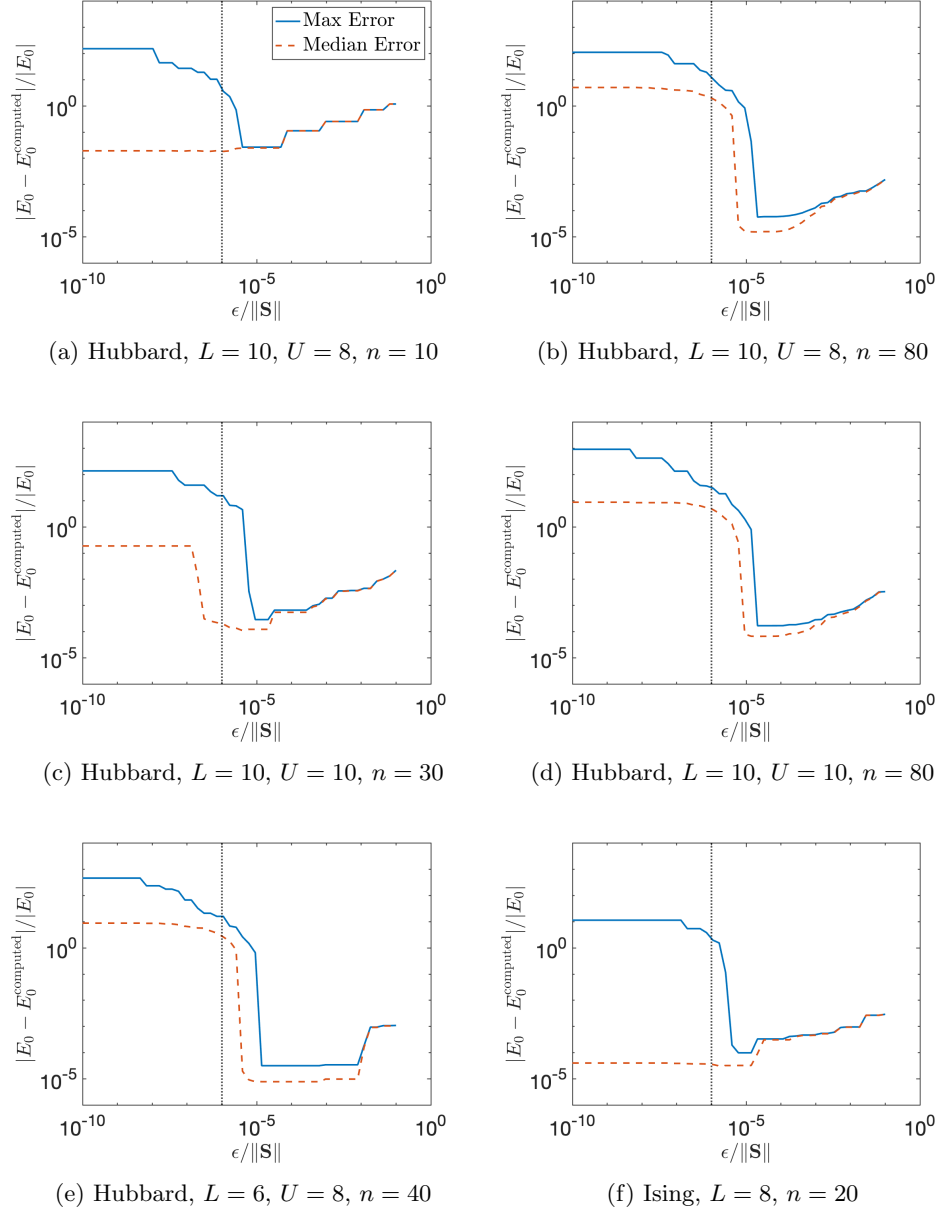 Max Error
Median Error
|E_0 − E_0^computed|/|E_0|
10^0
10^−5
10^−10
10^−5
10^0
ϵ/‖S‖
(a) Hubbard, L = 10, U = 8, n = 10
|E_0 − E_0^computed|/|E_0|
10^0
10^−5
10^−10
10^−5
10^0
ϵ/‖S‖
(b) Hubbard, L = 10, U = 8, n = 80
|E_0 − E_0^computed|/|E_0|
10^0
10^−5
10^−10
10^−5
10^0
ϵ/‖S‖
(c) Hubbard, L = 10, U = 10, n = 30
|E_0 − E_0^computed|/|E_0|
10^0
10^−5
10^−10
10^−5
10^0
ϵ/‖S‖
(d) Hubbard, L = 10, U = 10, n = 80
|E_0 − E_0^computed|/|E_0|
10^0
10^−5
10^−10
10^−5
10^0
ϵ/‖S‖
(e) Hubbard, L = 6, U = 8, n = 40
|E_0 − E_0^computed|/|E_0|
10^0
10^−5
10^−10
10^−5
10^0
ϵ/‖S‖
(f) Ising, L = 8, n = 20